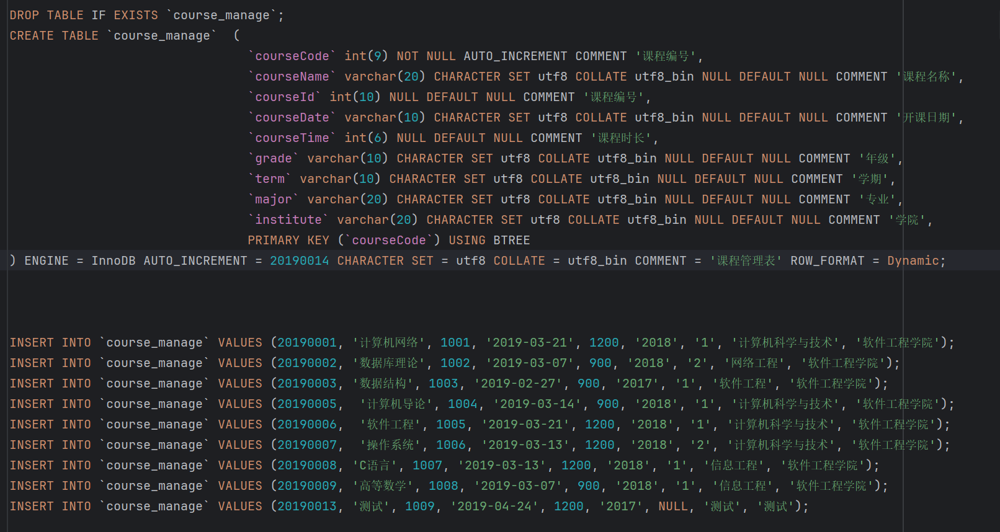 DROP TABLE IF EXISTS `course_manage`;
CREATE TABLE `course_manage`  (
`courseCode` int(9) NOT NULL AUTO_INCREMENT COMMENT '课程编号',
`courseName` varchar(20) CHARACTER SET utf8 COLLATE utf8_bin NULL DEFAULT NULL COMMENT '课程名称',
`courseId` int(10) NULL DEFAULT NULL COMMENT '课程编号',
`courseDate` varchar(10) CHARACTER SET utf8 COLLATE utf8_bin NULL DEFAULT NULL COMMENT '开课日期',
`courseTime` int(6) NULL DEFAULT NULL COMMENT '课程时长',
`grade` varchar(10) CHARACTER SET utf8 COLLATE utf8_bin NULL DEFAULT NULL COMMENT '年级',
`term` varchar(10) CHARACTER SET utf8 COLLATE utf8_bin NULL DEFAULT NULL COMMENT '学期',
`major` varchar(20) CHARACTER SET utf8 COLLATE utf8_bin NULL DEFAULT NULL COMMENT '专业',
`institute` varchar(20) CHARACTER SET utf8 COLLATE utf8_bin NULL DEFAULT NULL COMMENT '学院',
PRIMARY KEY (`courseCode`) USING BTREE
) ENGINE = InnoDB AUTO_INCREMENT = 20190014 CHARACTER SET = utf8 COLLATE = utf8_bin COMMENT = '课程管理表' ROW_FORMAT = Dynamic;
INSERT INTO `course_manage` VALUES (20190001, '计算机网络', 1001, '2019-03-21', 1200, '2018', '1', '计算机科学与技术', '软件工程学院');
INSERT INTO `course_manage` VALUES (20190002, '数据库理论', 1002, '2019-03-07', 900, '2018', '2', '网络工程', '软件工程学院');
INSERT INTO `course_manage` VALUES (20190003, '数据结构', 1003, '2019-02-27', 900, '2017', '1', '软件工程', '软件工程学院');
INSERT INTO `course_manage` VALUES (20190005,  '计算机导论', 1004, '2019-03-14', 900, '2018', '1', '计算机科学与技术', '软件工程学院');
INSERT INTO `course_manage` VALUES (20190006,  '软件工程', 1005, '2019-03-21', 1200, '2018', '1', '计算机科学与技术', '软件工程学院');
INSERT INTO `course_manage` VALUES (20190007,  '操作系统', 1006, '2019-03-13', 1200, '2018', '2', '计算机科学与技术', '软件工程学院');
INSERT INTO `course_manage` VALUES (20190008, 'C语言', 1007, '2019-03-13', 1200, '2018', '1', '信息工程', '软件工程学院');
INSERT INTO `course_manage` VALUES (20190009, '高等数学', 1008, '2019-03-07', 900, '2018', '1', '信息工程', '软件工程学院');
INSERT INTO `course_manage` VALUES (20190013, '测试', 1009, '2019-04-24', 1200, '2017', NULL, '测试', '测试');